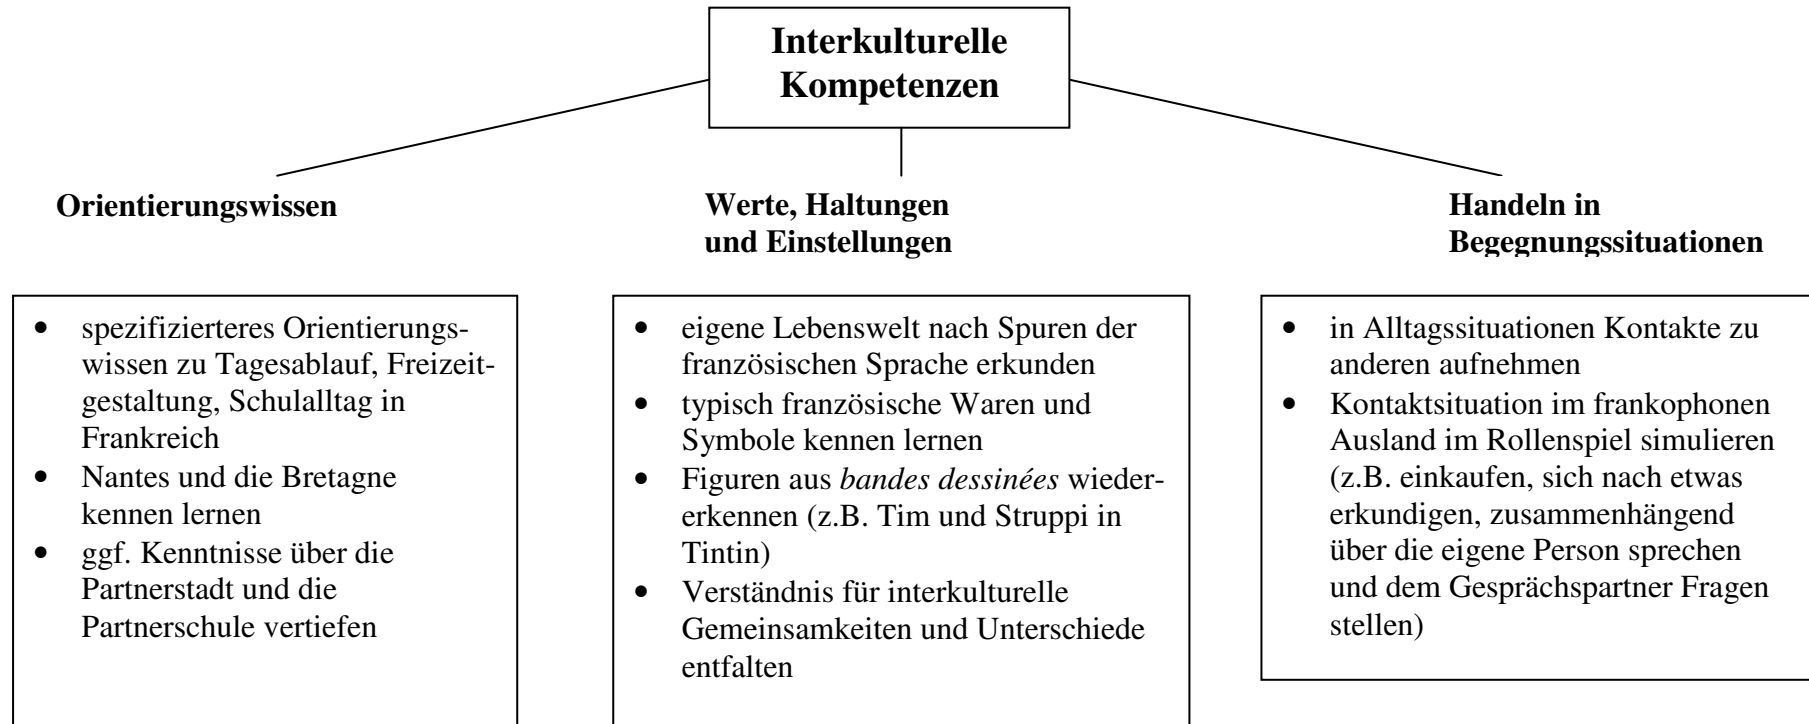 Interkulturelle
Kompetenzen
Orientierungswissen
Werte, Haltungen
und Einstellungen
Handeln in
Begegnungssituationen
• spezifizierteres Orientierungs-
wissen zu Tagesablauf, Freizeit-
gestaltung, Schulalltag in
Frankreich
• Nantes und die Bretagne
kennen lernen
• ggf. Kenntnisse über die
Partnerstadt und die
Partnerschule vertiefen
• eigene Lebenswelt nach Spuren der
französischen Sprache erkunden
• typisch französische Waren und
Symbole kennen lernen
• Figuren aus bandes dessinées wieder-
erkennen (z.B. Tim und Struppi in
Tintin)
• Verständnis für interkulturelle
Gemeinsamkeiten und Unterschiede
entfalten
• in Alltagssituationen Kontakte zu
anderen aufnehmen
• Kontaktsituation im frankophonen
Ausland im Rollenspiel simulieren
(z.B. einkaufen, sich nach etwas
erkundigen, zusammenhängend
über die eigene Person sprechen
und dem Gesprächspartner Fragen
stellen)